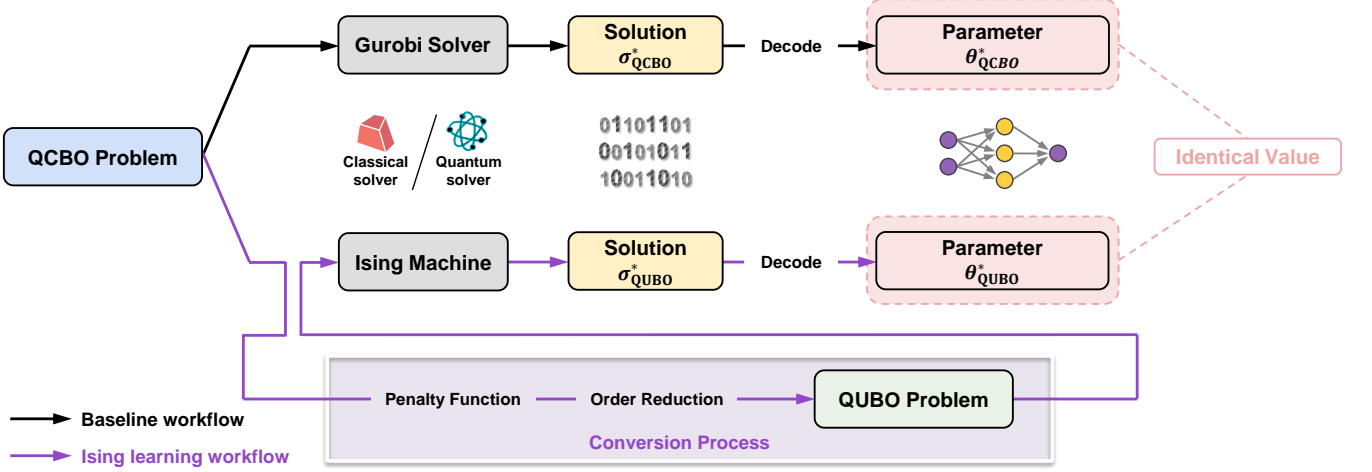 Gurobi Solver
Solution
σ*QCBO
Decode
Parameter
θ*QCBO
QCBO Problem
Classical
solver
Quantum
solver
01101101
00101011
10011010
Identical Value
Ising Machine
Solution
σ*QUBO
Decode
Parameter
θ*QUBO
Penalty Function
Order Reduction
QUBO Problem
Conversion Process
Baseline workflow
Ising learning workflow